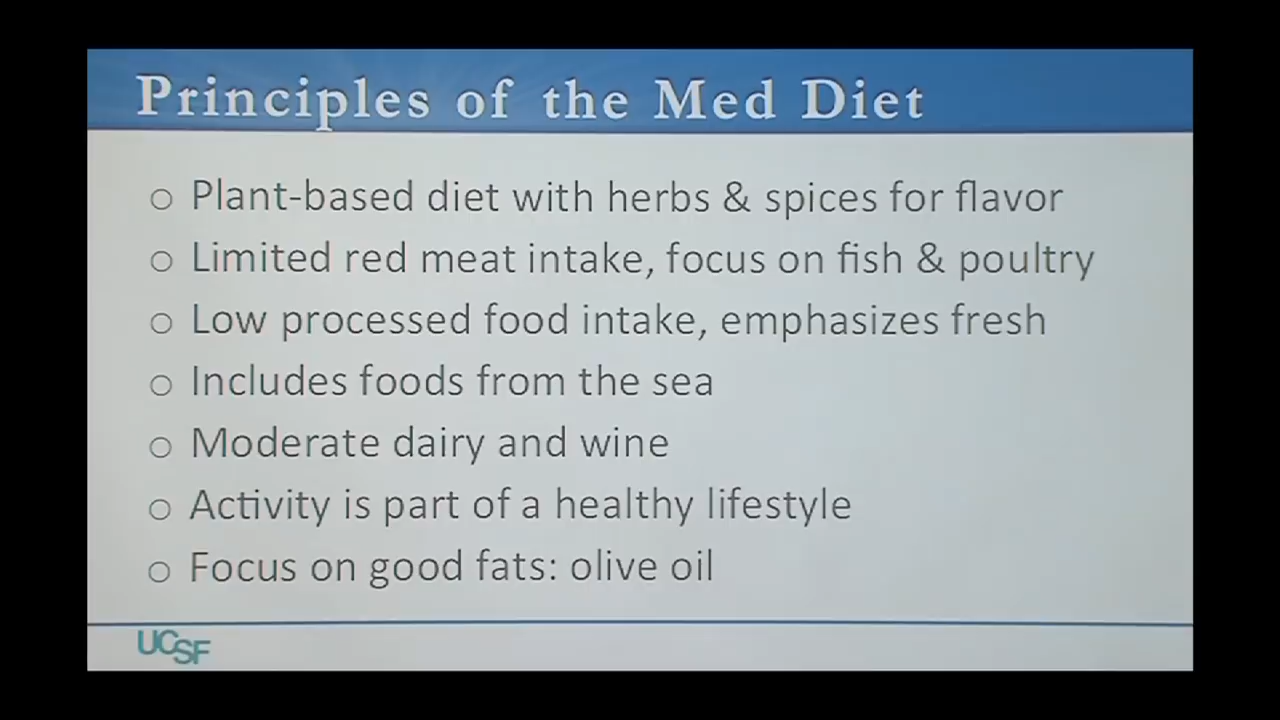 Principles of the Med Diet
Plant-based diet with herbs & spices for flavor
Limited red meat intake, focus on fish & poultry
Low processed food intake, emphasizes fresh
Includes foods from the sea
Moderate dairy and wine
Activity is part of a healthy lifestyle
Focus on good fats: olive oil
UCSF